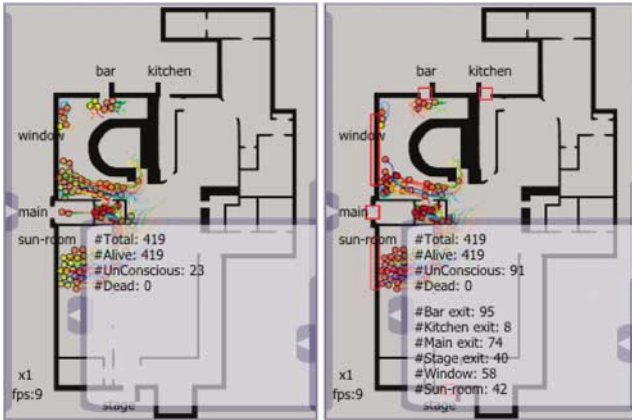 bar
kitchen
window
main
sun-room
#Total: 419
#Alive: 419
#UnConscious: 23
#Dead: 0
x1
fps:9
stage
bar
kitchen
window
main
sun-room
#Total: 419
#Alive: 419
#UnConscious: 91
#Dead: 0
#Bar exit: 95
#Kitchen exit: 8
#Main exit: 74
#Stage exit: 40
#Window: 58
#Sun-room: 42
x1
fps:9
stage